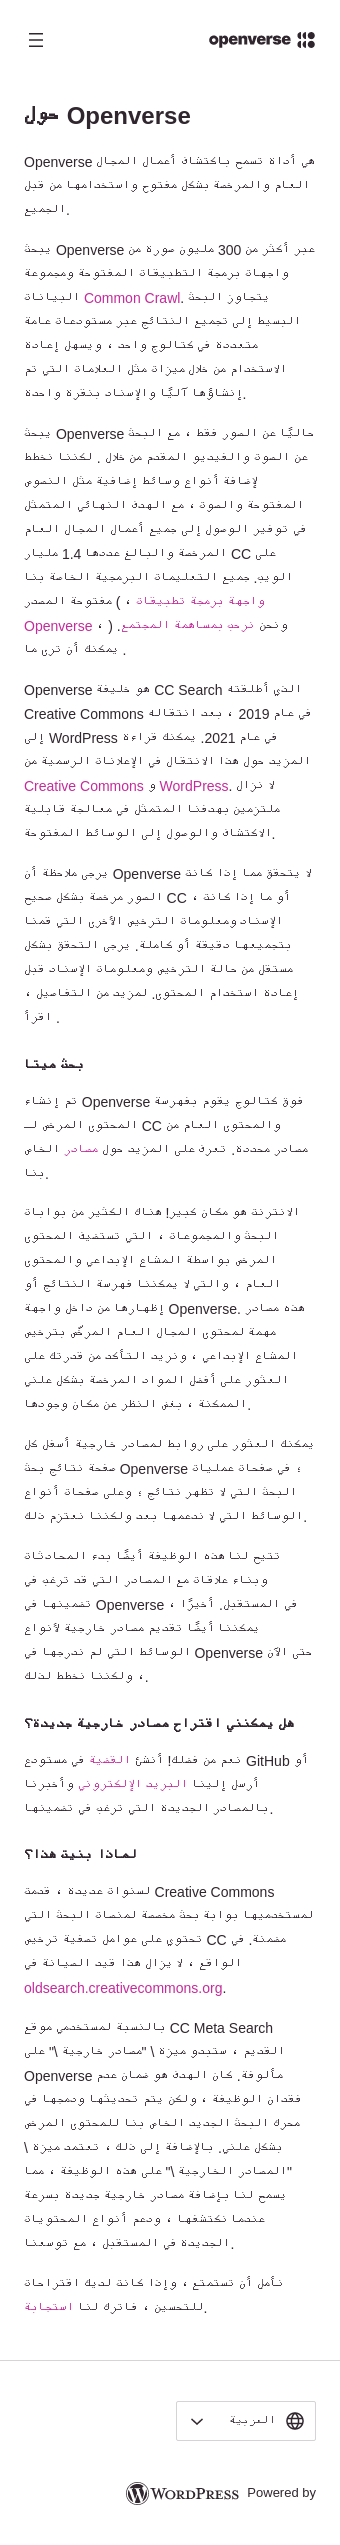 openverse
حول Openverse
Openverse هي أداة تسمح باكتشاف أعمال المجال
العام والمرخصة بشكل مفتوح واستخدامها من قبل
الجميع.
يبحث Openverse عبر أكثر من 300 مليون صورة من
واجهات برمجة التطبيقات المفتوحة ومجموعة
البيانات Common Crawl. يتجاوز البحث
البسيط إلى تجميع النتائج عبر مستودعات عامة
متعددة في كتالوج واحد ، ويسهل إعادة
الاستخدام من خلال ميزات مثل العلامات التي تم
إنشاؤها آليًا والإسناد بنقرة واحدة.
يبحث Openverse حاليًا عن الصور فقط ، مع البحث
عن الصوت والفيديو المقدم من خلال . لكننا نخطط
لإضافة أنواع وسائط إضافية مثل النصوص
المفتوحة والصوت ، مع الهدف النهائي المتمثل
في توفير الوصول إلى جميع أعمال المجال العام
المرخصة والبالغ عددها 1.4 مليار CC على
الويب. جميع التعليمات البرمجية الخاصة بنا
مفتوحة المصدر ( ، واجهة برمجة تطبيقات
Openverse ، ) ونحن نرحب بمساهمة المجتمع.
يمكنك أن ترى ما .
Openverse هو خليفة CC Search الذي أطلقته
Creative Commons في عام 2019 ، بعد انتقاله
إلى WordPress في عام 2021. يمكنك قراءة
المزيد حول هذا الانتقال في الإعلانات الرسمية من
Creative Commons و WordPress. لا نزال
ملتزمين بهدفنا المتمثل في معالجة قابلية
الاكتشاف والوصول إلى الوسائط المفتوحة.
يرجى ملاحظة أن Openverse لا يتحقق مما إذا كانت
الصور مرخصة بشكل صحيح CC ، أو ما إذا كانت
الإسناد ومعلومات الترخيص الأخرى التي قمنا
بتجميعها دقيقة أو كاملة. يرجى التحقق بشكل
مستقل من حالة الترخيص ومعلومات الإسناد قبل
إعادة استخدام المحتوى. لمزيد من التفاصيل ،
اقرأ .
بحث ميتا
تم إنشاء Openverse فوق كتالوج يقوم بفهرسة
المحتوى المرخص لـ CC والمحتوى العام من
مصادر محددة. تعرف على المزيد حول مصادر الخاص
بنا.
الانترنت هو مكان كبير! هناك الكثير من بوابات
البحث والمجموعات ، التي تستضيف المحتوى
المرخص بواسطة المشاع الإبداعي والمحتوى
العام ، والتي لا يمكننا فهرسة النتائج أو
إظهارها من داخل واجهة Openverse. هذه مصادر
مهمة لمحتوى المجال العام المرخّص بترخيص
المشاع الإبداعي ، ونريد التأكد من قدرتك على
العثور على أفضل المواد المرخصة بشكل علني
الممكنة ، بغض النظر عن مكان وجودها.
يمكنك العثور على روابط لمصادر خارجية أسفل كل
صفحة نتائج بحث Openverse ؛ في صفحات عمليات
البحث التي لا تظهر نتائج ؛ وعلى صفحات أنواع
الوسائط التي لا ندعمها بعد ولكننا نعتزم ذلك.
تتيح لنا هذه الوظيفة أيضًا بدء المحادثات
وبناء علاقات مع المصادر التي قد ترغب في
تضمينها في Openverse في المستقبل. أخيرًا ،
يمكننا أيضًا تقديم مصادر خارجية لأنواع
الوسائط التي لم ندرجها في Openverse حتى الآن
، ولكننا نخطط لذلك.
هل يمكنني اقتراح مصادر خارجية جديدة؟
نعم من فضلك! أنشئ القضية في مستودع GitHub أو
أرسل إلينا البريد الإلكتروني وأخبرنا
بالمصادر الجديدة التي ترغب في تضمينها.
لماذا بنيت هذا؟
لسنوات عديدة ، قدمت Creative Commons
لمستخدميها بوابة بحث مخصصة لمنصات البحث التي
تحتوي على عوامل تصفية ترخيص CC مضمنة. في
الواقع ، لا يزال هذا قيد الصيانة في
oldsearch.creativecommons.org.
بالنسبة لمستخدمي موقع CC Meta Search
القديم ، ستبدو ميزة \ "مصادر خارجية \" على
Openverse مألوفة. كان الهدف هو ضمان عدم
فقدان الوظيفة ، ولكن يتم تحديثها ودمجها في
محرك البحث الجديد الخاص بنا للمحتوى المرخص
بشكل علني. بالإضافة إلى ذلك ، تعتمد ميزة \
"المصادر الخارجية \" على هذه الوظيفة ، مما
يسمح لنا بإضافة مصادر خارجية جديدة بسرعة
عندما نكتشفها ، ودعم أنواع المحتويات
الجديدة في المستقبل ، مع توسعنا.
نأمل أن تستمتع ، وإذا كانت لديك اقتراحات
للتحسين ، فاترك لنا استجابة.
العربية
Powered by WORDPRESS